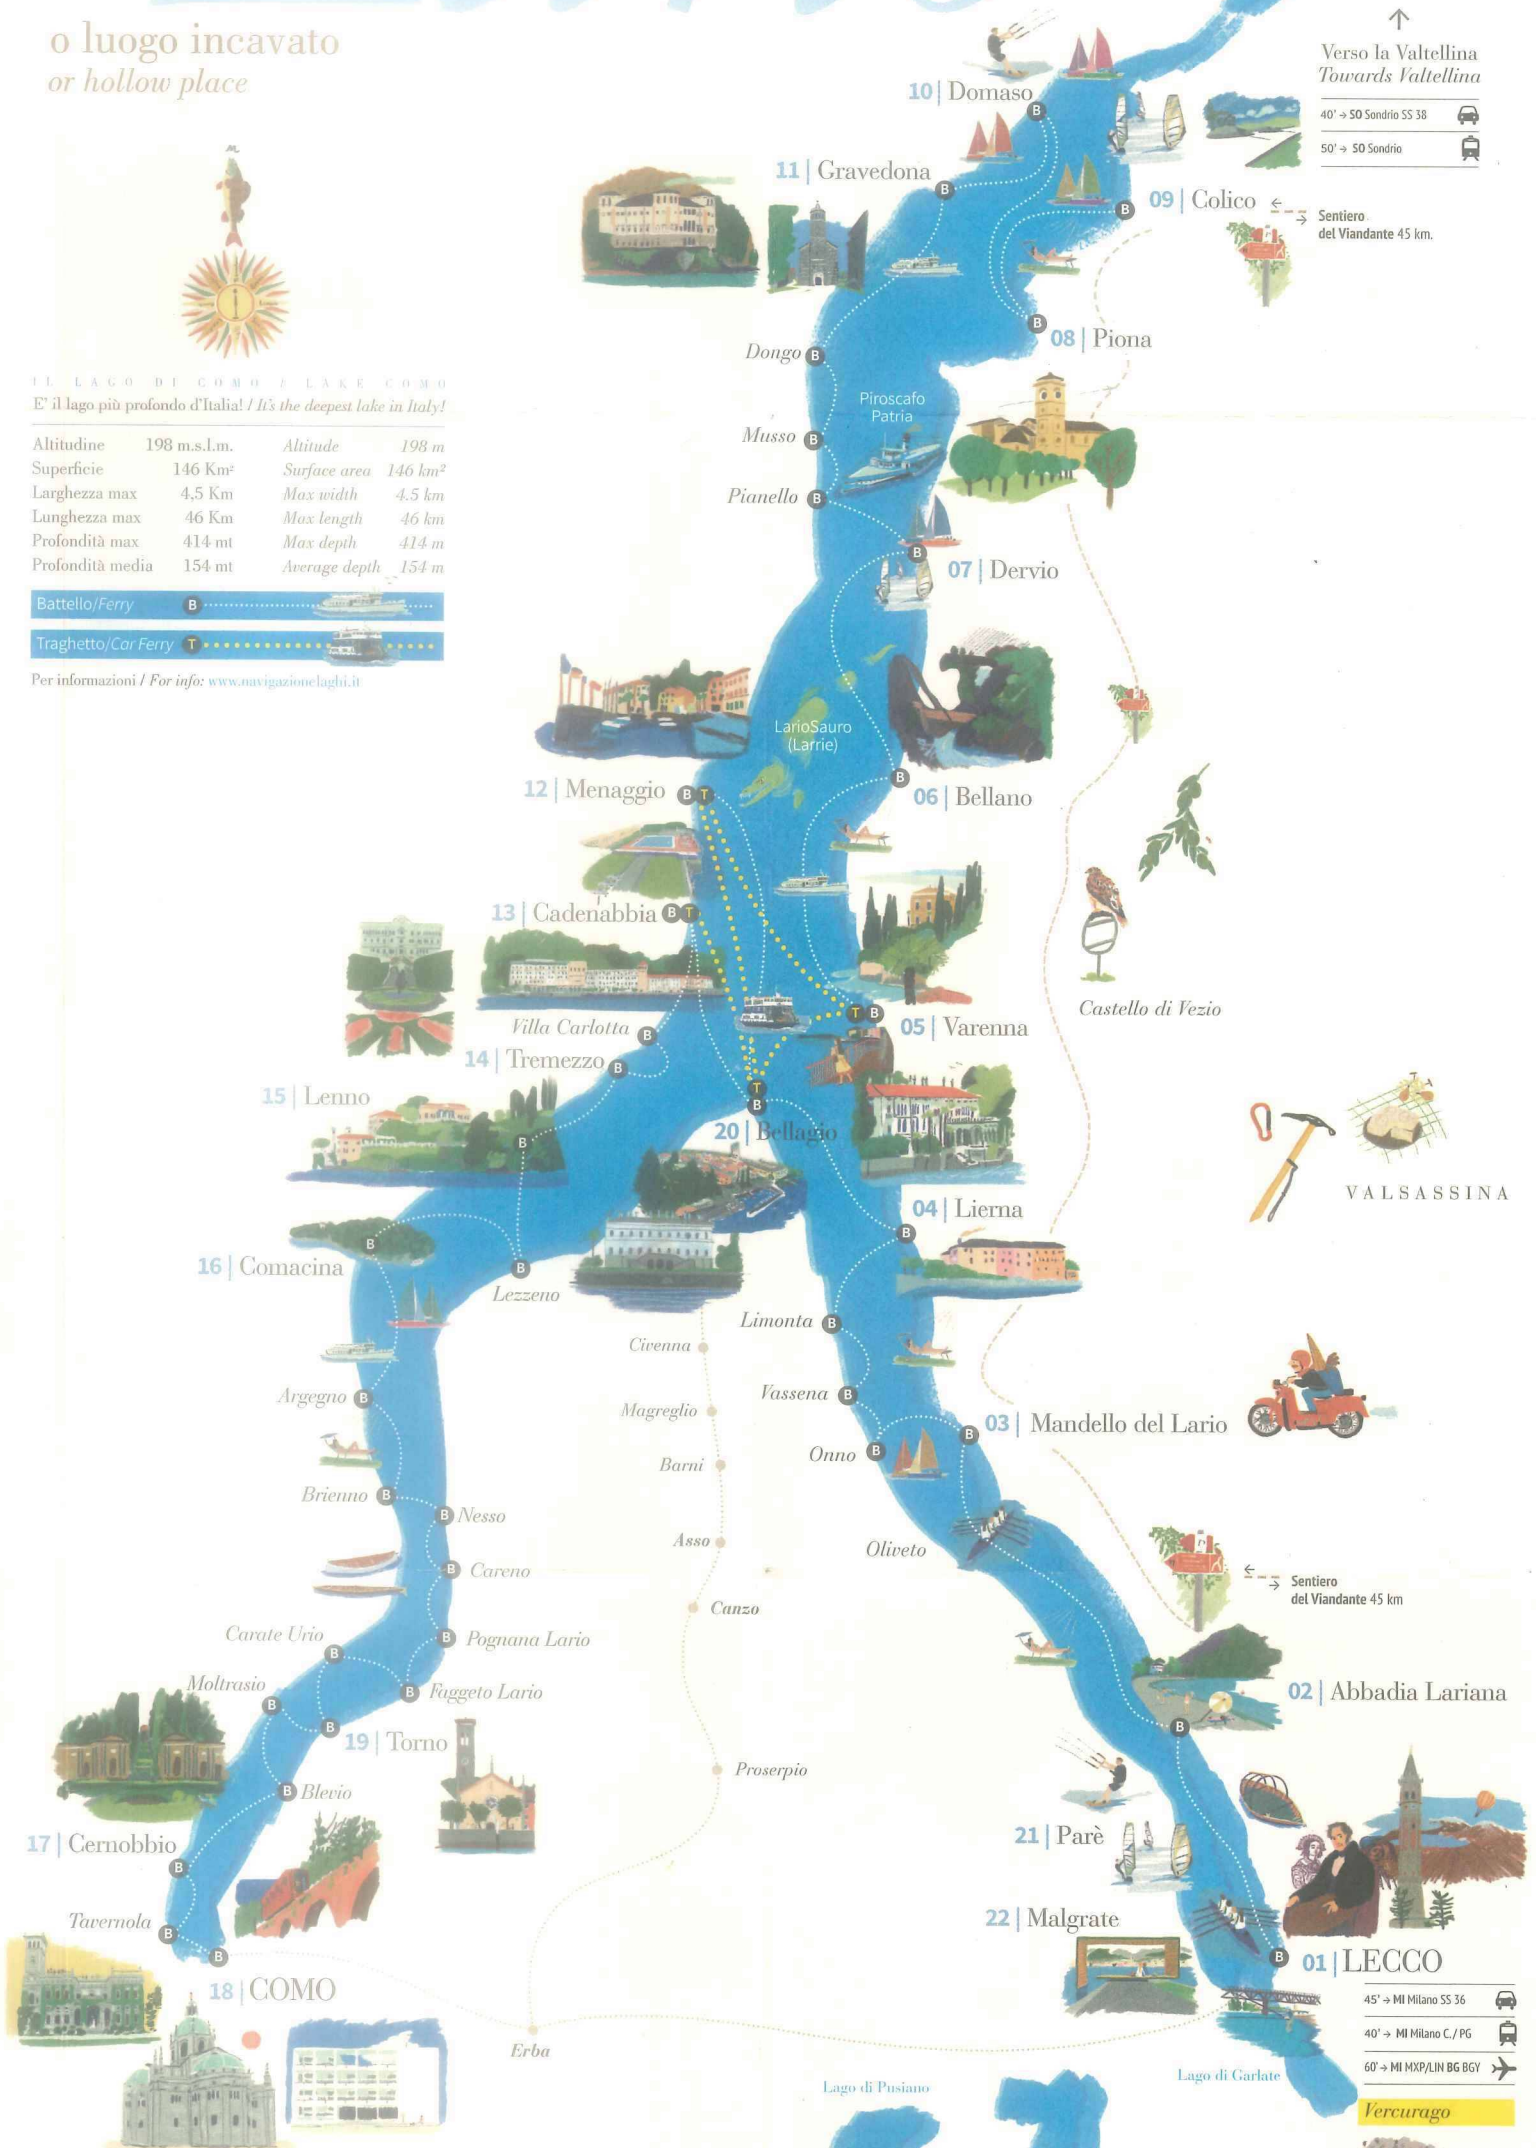 o luogo incavato
or hollow place
Verso la Valtellina
Towards Valtellina
40' → SO Sondrio SS 38
50' → SO Sondrio
10 | Domaso
11 | Gravedona
09 | Colico
Sentiero
del Viandante 45 km.
08 | Piona
Dongo
Piroscafo
Patria
Musso
Pianello
07 | Dervio
IL LAGO DI COMO / LAKE COMO
E' il lago più profondo d'Italia! / It's the deepest lake in Italy!
Altitudine 198 m.s.l.m. Altitude 198 m
Superficie 146 Km² Surface area 146 km²
Larghezza max 4,5 Km Max width 4.5 km
Lunghezza max 46 Km Max length 46 km
Profondità max 414 mt Max depth 414 m
Profondità media 154 mt Average depth 154 m
Battello/Ferry B
Traghetto/Car Ferry T
Per informazioni / For info: www.navigazionelaghi.it
LarioSauro
(Larrie)
12 | Menaggio B T
06 | Bellano
13 | Cadenabbia B T
Castello di Vezio
T B
05 | Varenna
Villa Carlotta
14 | Tremezzo
15 | Lenno
T
B
20 | Bellagio
VALSASSINA
04 | Lierna
16 | Comacina
Lezzeno
Limonta
Civenna
Argegno
Vassena
Magreglio
03 | Mandello del Lario
Onno
Barni
Brienno
Nesso
Asso
Oliveto
Careno
Sentiero
del Viandante 45 km
Canzo
Carate Urio
Pognana Lario
Moltrasio
Faggeto Lario
02 | Abbadia Lariana
19 | Torno
Proserpio
Blevio
21 | Parè
17 | Cernobbio
Tavernola
22 | Malgrate
01 | LECCO
18 | COMO
45' → MI Milano SS 36
40' → MI Milano C./ PG
60' → MI MXP/LIN BG BGY
Erba
Lago di Pusiano
Lago di Garlate
Vercurago